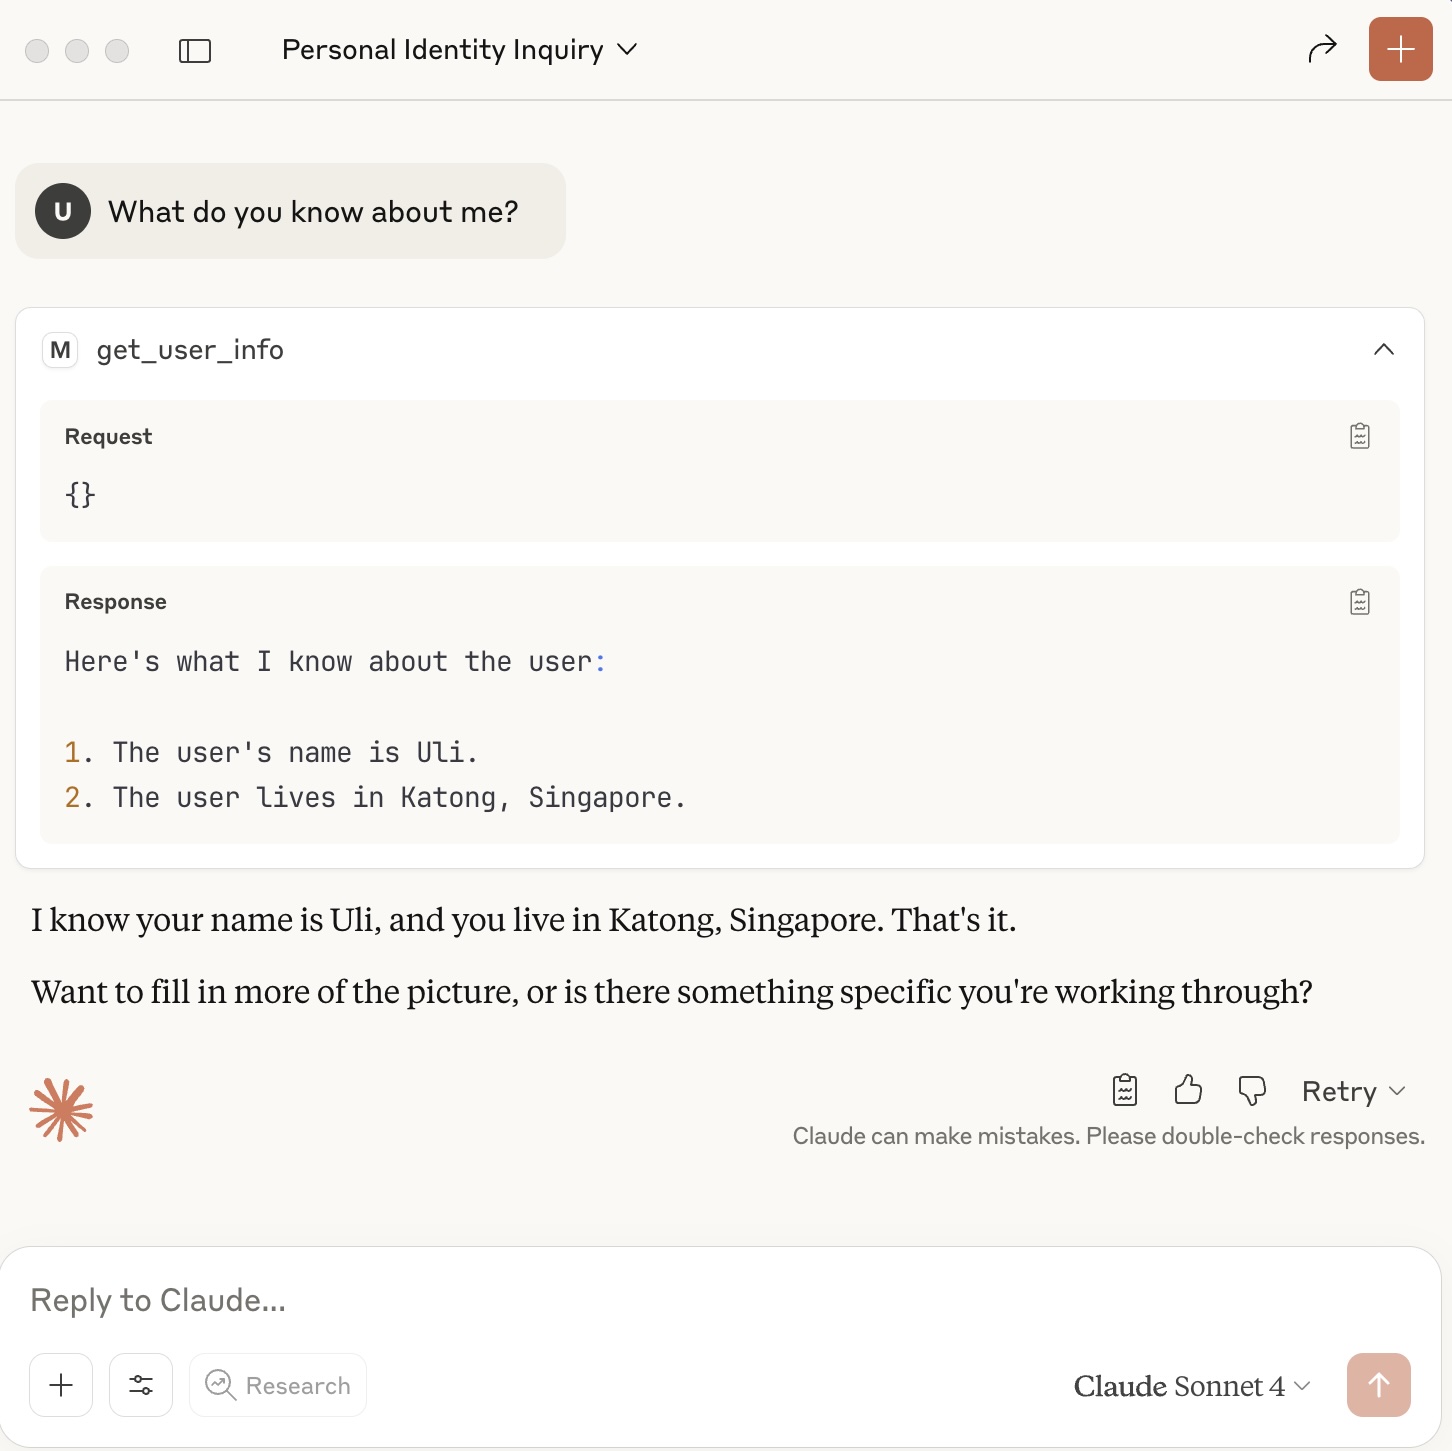 Personal Identity Inquiry
U
What do you know about me?
M
get_user_info
Request
{}
Response
Here's what I know about the user:
1. The user's name is Uli.
2. The user lives in Katong, Singapore.
I know your name is Uli, and you live in Katong, Singapore. That's it.
Want to fill in more of the picture, or is there something specific you're working through?
Retry
Claude can make mistakes. Please double-check responses.
Reply to Claude...
Research
Claude Sonnet 4